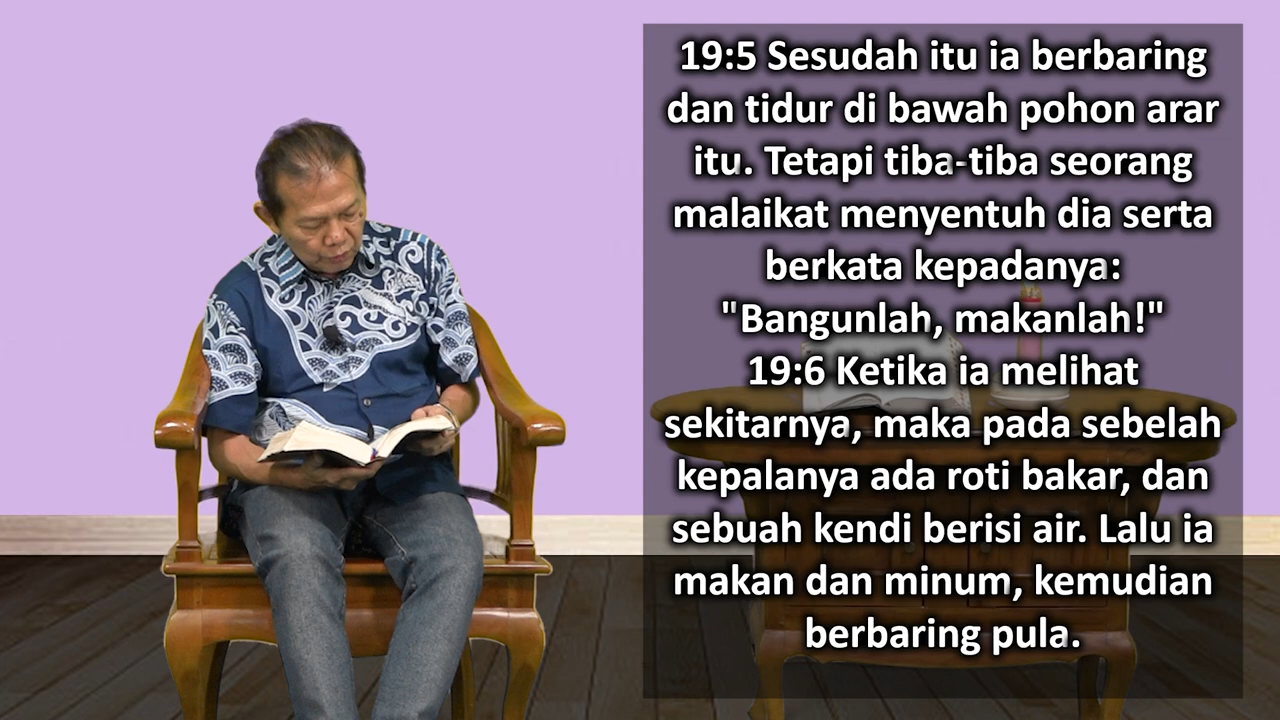 19:5 Sesudah itu ia berbaring
dan tidur di bawah pohon arar
itu. Tetapi tiba-tiba seorang
malaikat menyentuh dia serta
berkata kepadanya:
"Bangunlah, makanlah!"
19:6 Ketika ia melihat
sekitarnya, maka pada sebelah
kepalanya ada roti bakar, dan
sebuah kendi berisi air. Lalu ia
makan dan minum, kemudian
berbaring pula.